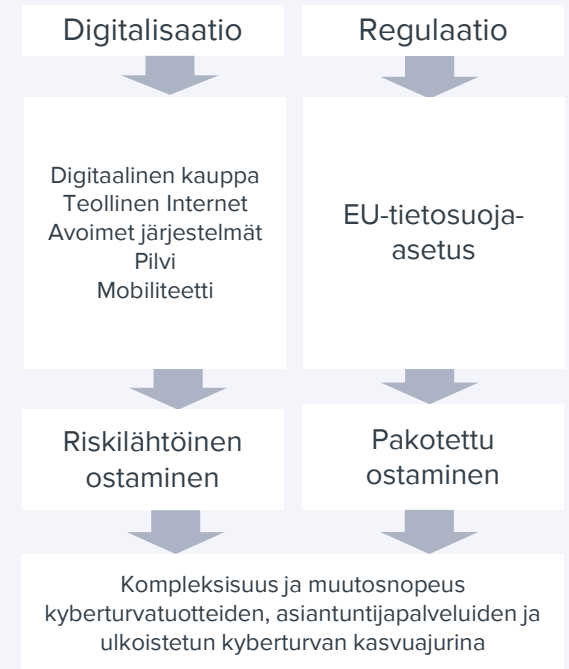 Digitalisaatio
Regulaatio
Digitaalinen kauppa
Teollinen Internet
Avoimet järjestelmät
Pilvi
Mobiliteetti
EU-tietosuoja-
asetus
Riskilähtöinen
ostaminen
Pakotettu
ostaminen
Kompleksisuus ja muutosnopeus
kyberturvatuotteiden, asiantuntijapalveluiden ja
ulkoistetun kyberturvan kasvuajurina